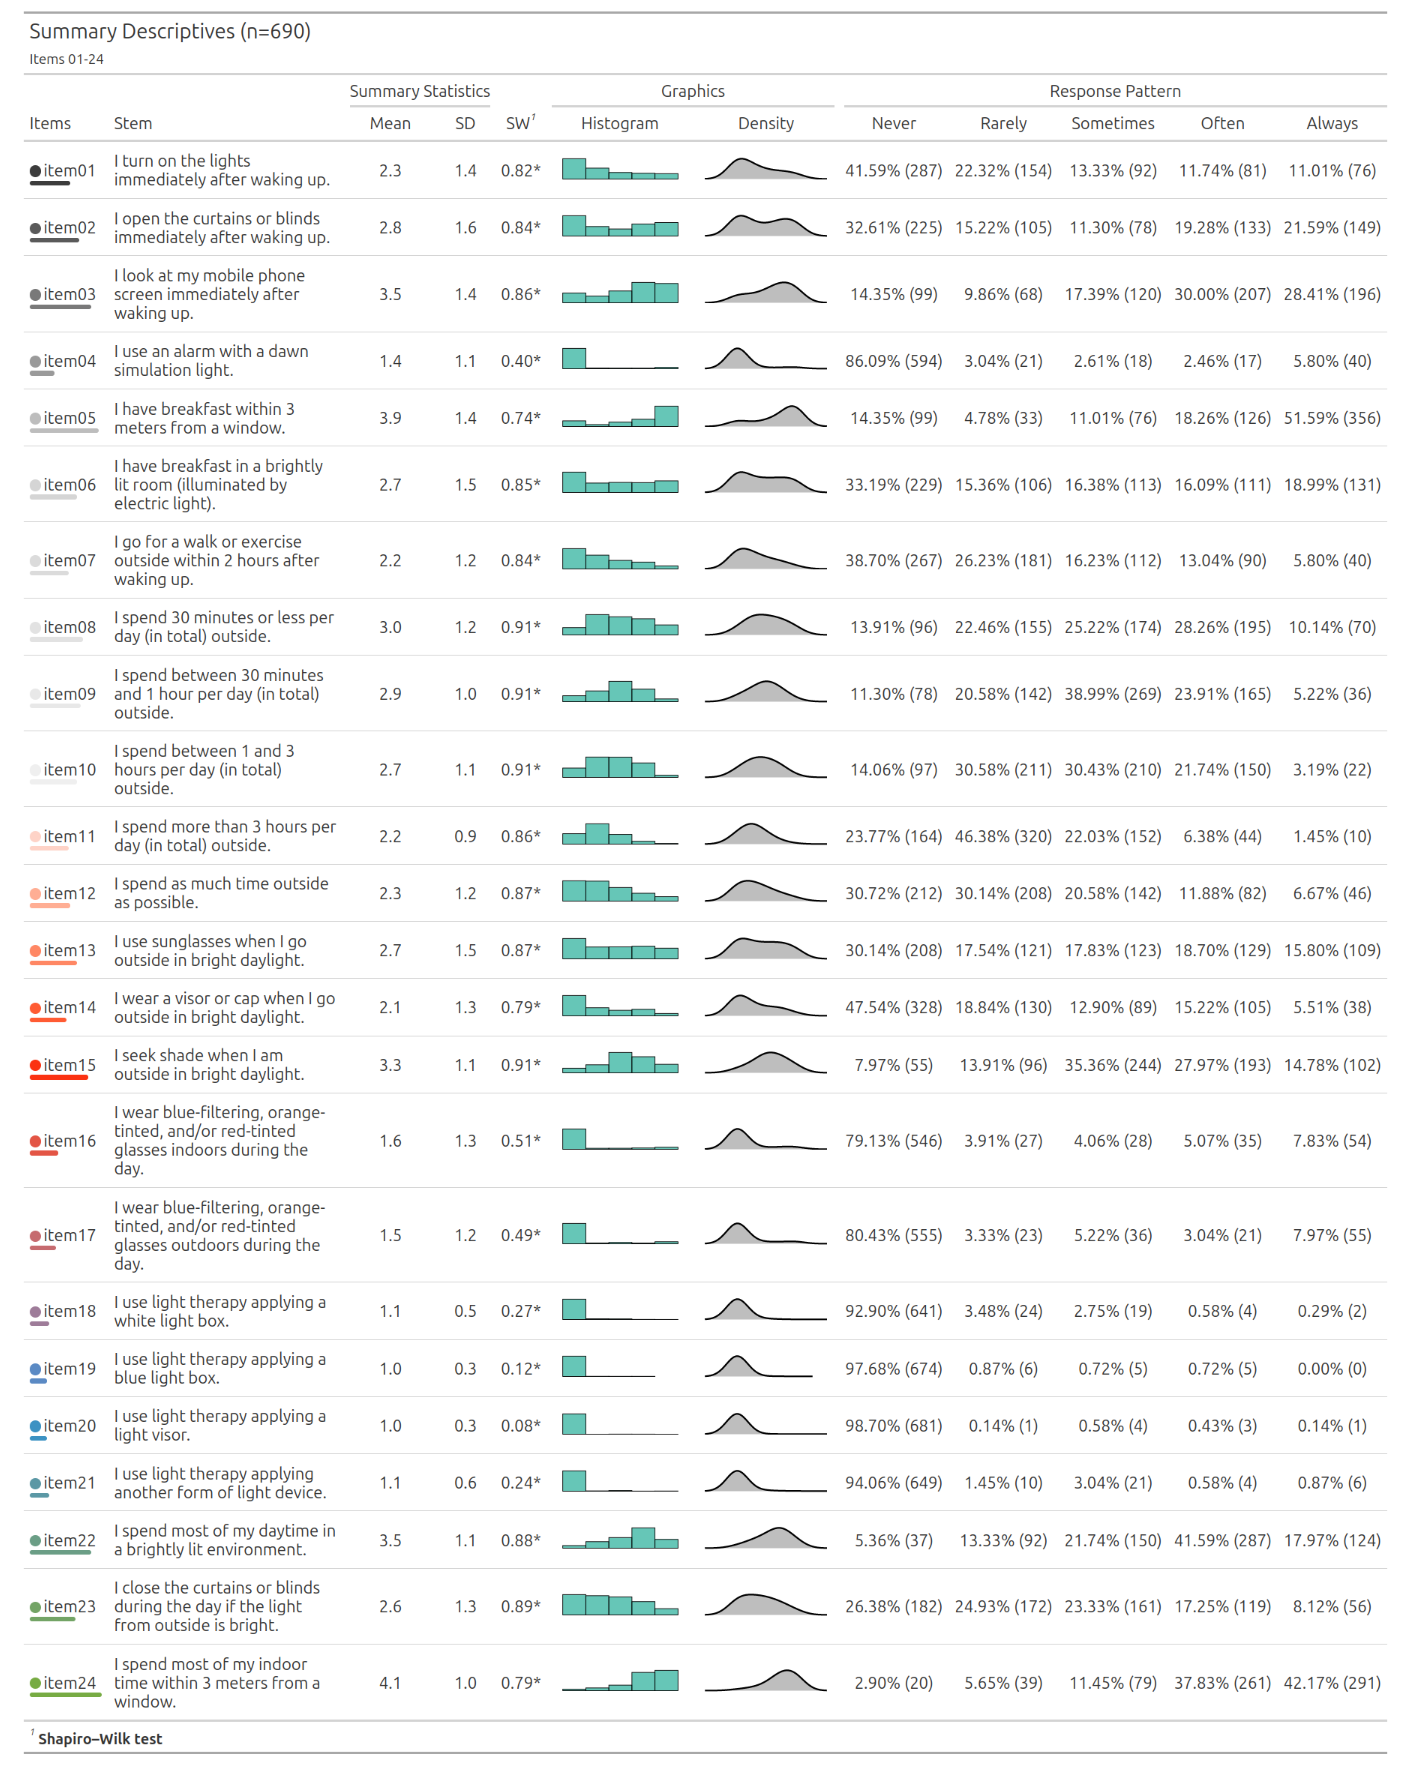 Summary Descriptives (n=690)
Items 01-24
Summary Statistics Graphics Response Pattern
Items Stem Mean SD SW1 Histogram Density Never Rarely Sometimes Often Always
item01 I turn on the lights immediately after waking up. 2.3 1.4 0.82* 41.59% (287) 22.32% (154) 13.33% (92) 11.74% (81) 11.01% (76)
item02 I open the curtains or blinds immediately after waking up. 2.8 1.6 0.84* 32.61% (225) 15.22% (105) 11.30% (78) 19.28% (133) 21.59% (149)
item03 I look at my mobile phone screen immediately after waking up. 3.5 1.4 0.86* 14.35% (99) 9.86% (68) 17.39% (120) 30.00% (207) 28.41% (196)
item04 I use an alarm with a dawn simulation light. 1.4 1.1 0.40* 86.09% (594) 3.04% (21) 2.61% (18) 2.46% (17) 5.80% (40)
item05 I have breakfast within 3 meters from a window. 3.9 1.4 0.74* 14.35% (99) 4.78% (33) 11.01% (76) 18.26% (126) 51.59% (356)
item06 I have breakfast in a brightly lit room (illuminated by electric light). 2.7 1.5 0.85* 33.19% (229) 15.36% (106) 16.38% (113) 16.09% (111) 18.99% (131)
item07 I go for a walk or exercise outside within 2 hours after waking up. 2.2 1.2 0.84* 38.70% (267) 26.23% (181) 16.23% (112) 13.04% (90) 5.80% (40)
item08 I spend 30 minutes or less per day (in total) outside. 3.0 1.2 0.91* 13.91% (96) 22.46% (155) 25.22% (174) 28.26% (195) 10.14% (70)
item09 I spend between 30 minutes and 1 hour per day (in total) outside. 2.9 1.0 0.91* 11.30% (78) 20.58% (142) 38.99% (269) 23.91% (165) 5.22% (36)
item10 I spend between 1 and 3 hours per day (in total) outside. 2.7 1.1 0.91* 14.06% (97) 30.58% (211) 30.43% (210) 21.74% (150) 3.19% (22)
item11 I spend more than 3 hours per day (in total) outside. 2.2 0.9 0.86* 23.77% (164) 46.38% (320) 22.03% (152) 6.38% (44) 1.45% (10)
item12 I spend as much time outside as possible. 2.3 1.2 0.87* 30.72% (212) 30.14% (208) 20.58% (142) 11.88% (82) 6.67% (46)
item13 I use sunglasses when I go outside in bright daylight. 2.7 1.5 0.87* 30.14% (208) 17.54% (121) 17.83% (123) 18.70% (129) 15.80% (109)
item14 I wear a visor or cap when I go outside in bright daylight. 2.1 1.3 0.79* 47.54% (328) 18.84% (130) 12.90% (89) 15.22% (105) 5.51% (38)
item15 I seek shade when I am outside in bright daylight. 3.3 1.1 0.91* 7.97% (55) 13.91% (96) 35.36% (244) 27.97% (193) 14.78% (102)
item16 I wear blue-filtering, orange-tinted, and/or red-tinted glasses indoors during the day. 1.6 1.3 0.51* 79.13% (546) 3.91% (27) 4.06% (28) 5.07% (35) 7.83% (54)
item17 I wear blue-filtering, orange-tinted, and/or red-tinted glasses outdoors during the day. 1.5 1.2 0.49* 80.43% (555) 3.33% (23) 5.22% (36) 3.04% (21) 7.97% (55)
item18 I use light therapy applying a white light box. 1.1 0.5 0.27* 92.90% (641) 3.48% (24) 2.75% (19) 0.58% (4) 0.29% (2)
item19 I use light therapy applying a blue light box. 1.0 0.3 0.12* 97.68% (674) 0.87% (6) 0.72% (5) 0.72% (5) 0.00% (0)
item20 I use light therapy applying a light visor. 1.0 0.3 0.08* 98.70% (681) 0.14% (1) 0.58% (4) 0.43% (3) 0.14% (1)
item21 I use light therapy applying another form of light device. 1.1 0.6 0.24* 94.06% (649) 1.45% (10) 3.04% (21) 0.58% (4) 0.87% (6)
item22 I spend most of my daytime in a brightly lit environment. 3.5 1.1 0.88* 5.36% (37) 13.33% (92) 21.74% (150) 41.59% (287) 17.97% (124)
item23 I close the curtains or blinds during the day if the light from outside is bright. 2.6 1.3 0.89* 26.38% (182) 24.93% (172) 23.33% (161) 17.25% (119) 8.12% (56)
item24 I spend most of my indoor time within 3 meters from a window. 4.1 1.0 0.79* 2.90% (20) 5.65% (39) 11.45% (79) 37.83% (261) 42.17% (291)
1 Shapiro–Wilk test